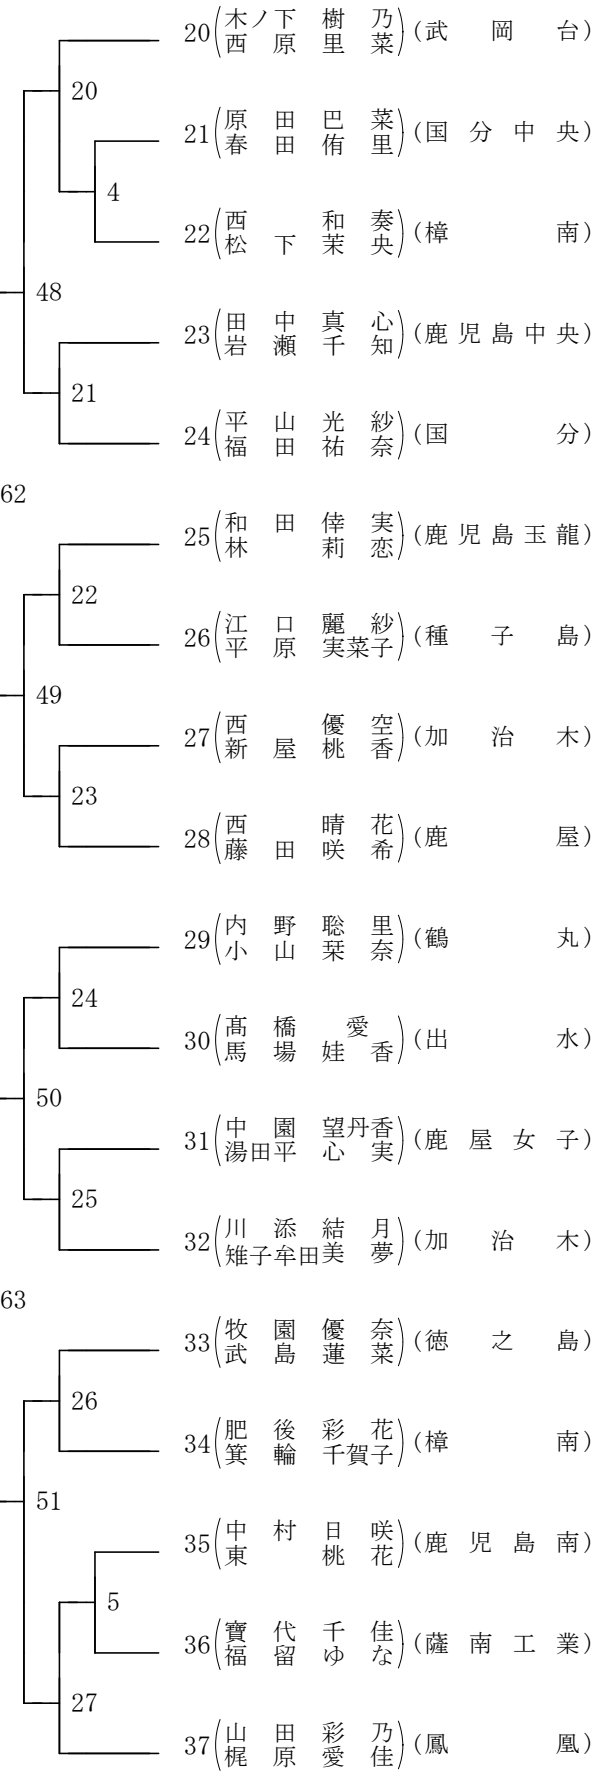 20(木ノ下 樹乃 (武岡台)
西原 里菜)
20
21(原田 巴菜 (国分中央)
春田 侑里)
4
22(西 和奏 (樟南)
松下 茉央)
48
23(田中 真心 (鹿児島中央)
岩瀬 千知)
21
24(平山 光紗 (国分)
福田 祐奈)
62
25(和田 倖実 (鹿児島玉龍)
林 莉恋)
22
26(江口 麗紗 (種子島)
平原 実菜子)
49
27(西 優空 (加治木)
新屋 桃香)
23
28(西 晴花 (鹿屋)
藤田 咲希)
29(内野 聡里 (鶴丸)
小山 栞奈)
24
30(髙橋 愛 (出水)
馬場 娃香)
50
31(中園 望丹香 (鹿屋女子)
湯田平 心実)
25
32(川添 結月 (加治木)
雉子牟田 美夢)
63
33(牧園 優奈 (徳之島)
武島 蓮菜)
26
34(肥後 彩花 (樟南)
箕輪 千賀子)
51
35(中村 日咲 (鹿児島南)
東 桃花)
5
36(寶代 千佳 (薩南工業)
福留 ゆな)
27
37(山田 彩乃 (鳳凰)
梶原 愛佳)